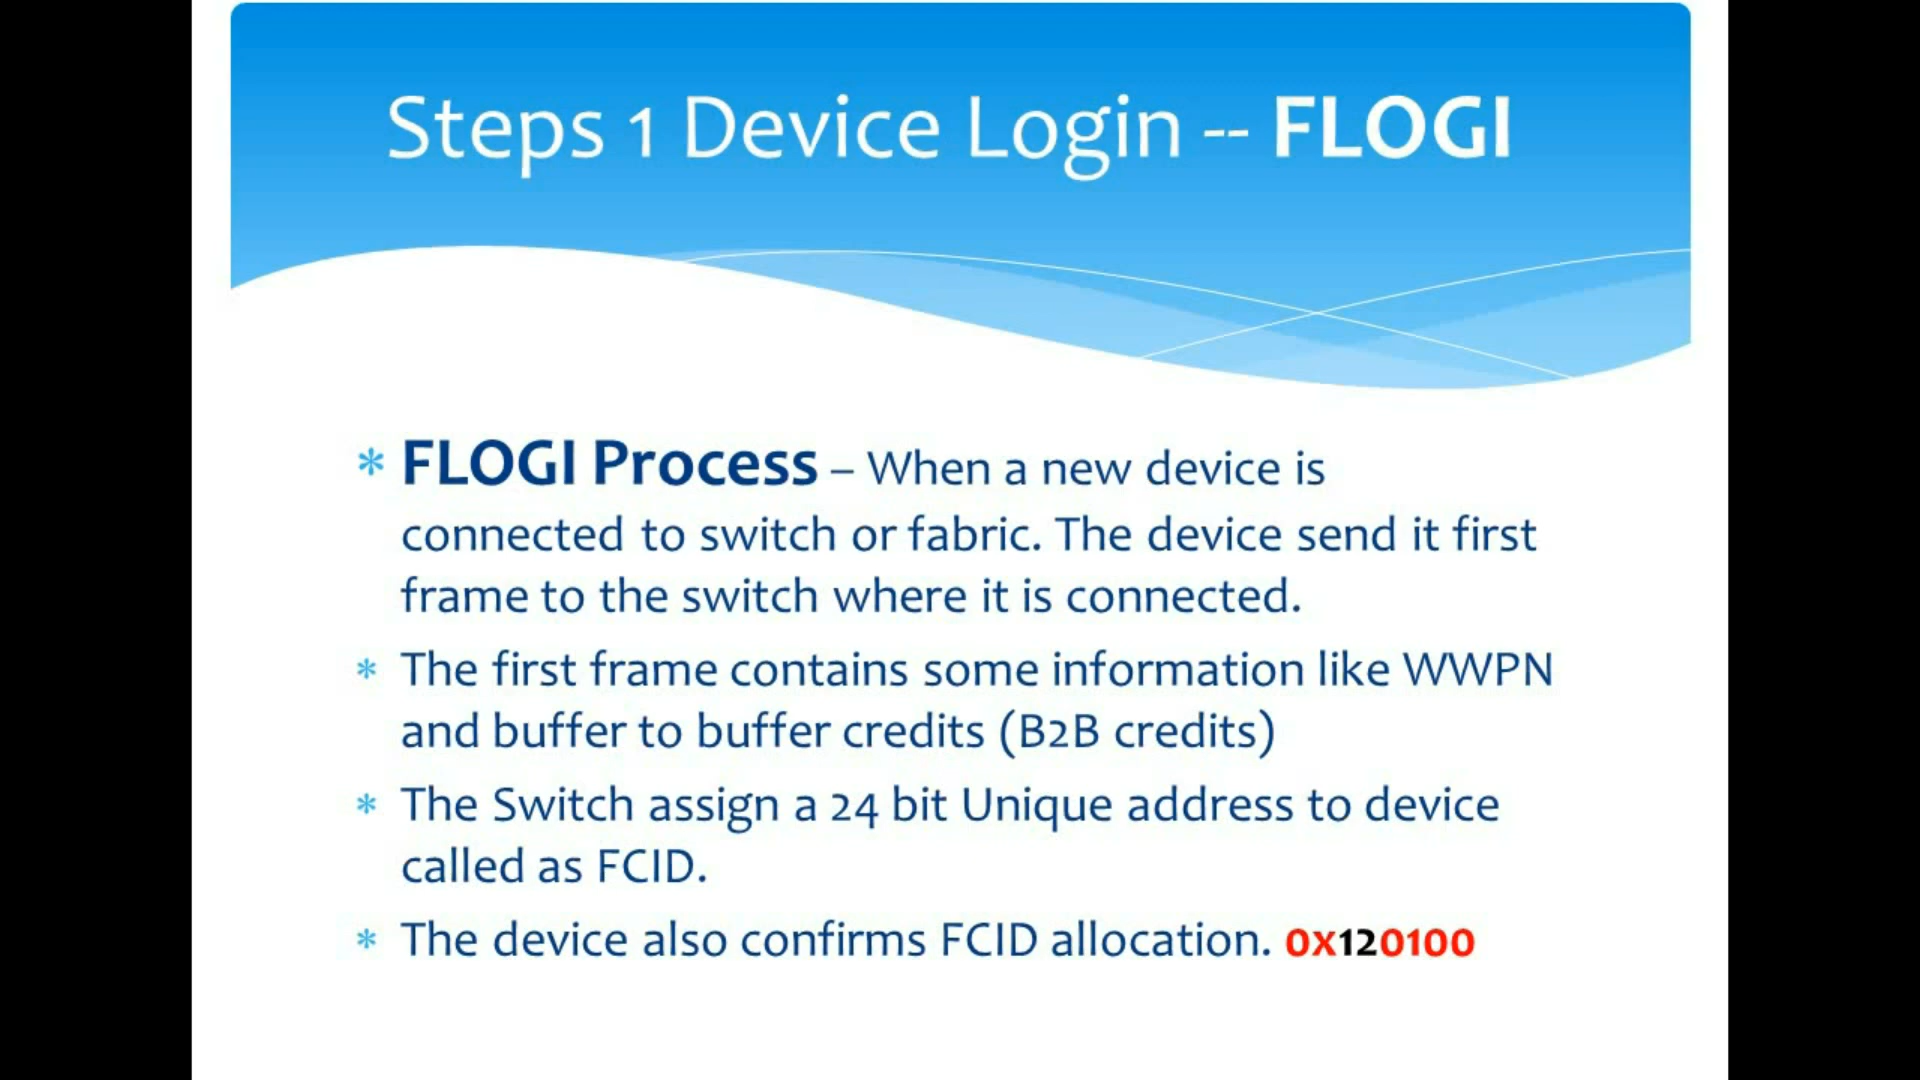 Steps 1 Device Login -- FLOGI
* FLOGI Process – When a new device is
connected to switch or fabric. The device send it first
frame to the switch where it is connected.
* The first frame contains some information like WWPN
and buffer to buffer credits (B2B credits)
* The Switch assign a 24 bit Unique address to device
called as FCID.
* The device also confirms FCID allocation. 0X120100